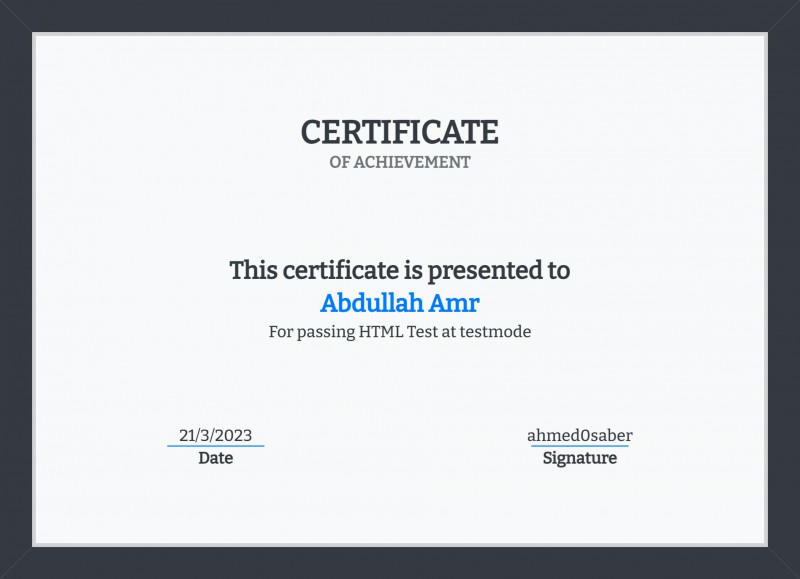 CERTIFICATE
OF ACHIEVEMENT
This certificate is presented to
Abdullah Amr
For passing HTML Test at testmode
21/3/2023
Date
ahmed0saber
Signature